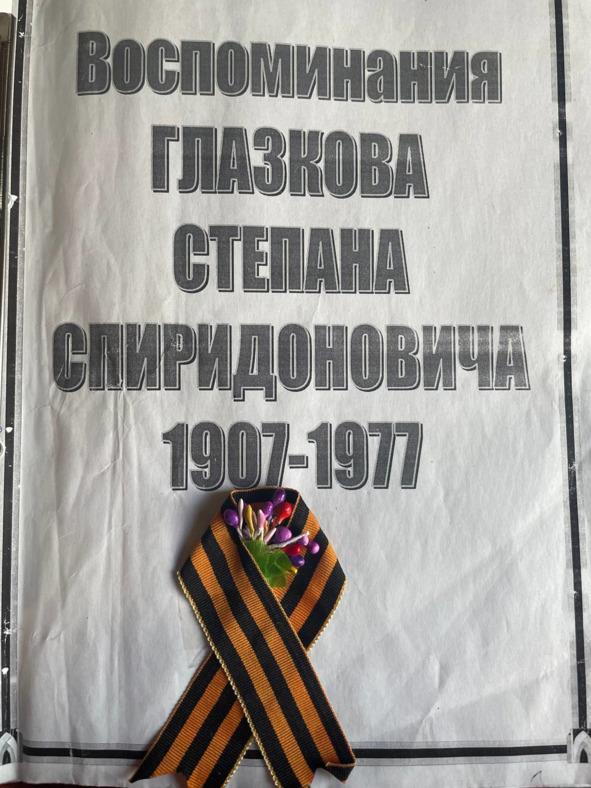 Воспоминания
ГЛАЗКОВА
СТЕПАНА
СПИРИДОНОВИЧА
1907-1977